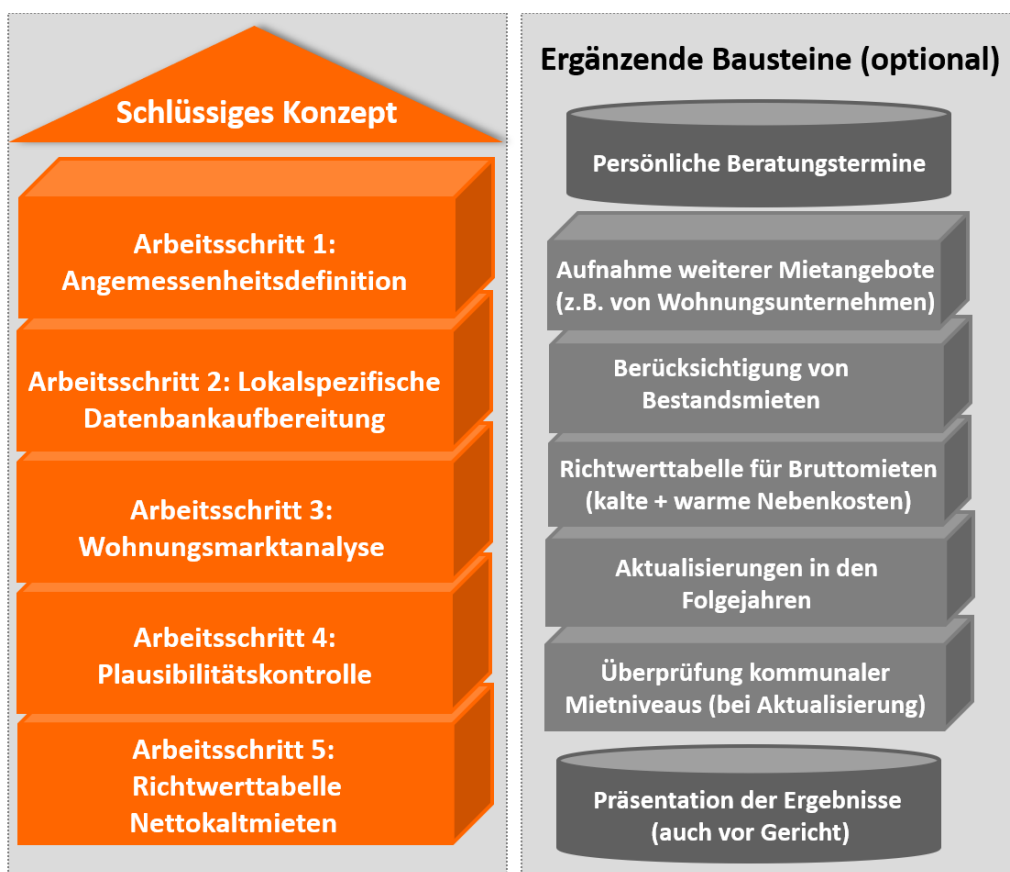 Schlüssiges Konzept
Arbeitsschritt 1:
Angemessenheitsdefinition
Arbeitsschritt 2: Lokalspezifische
Datenbankaufbereitung
Arbeitsschritt 3:
Wohnungsmarktanalyse
Arbeitsschritt 4:
Plausibilitätskontrolle
Arbeitsschritt 5:
Richtwerttabelle
Nettokaltmieten
Ergänzende Bausteine (optional)
Persönliche Beratungstermine
Aufnahme weiterer Mietangebote
(z.B. von Wohnungsunternehmen)
Berücksichtigung von
Bestandsmieten
Richtwerttabelle für Bruttomieten
(kalte + warme Nebenkosten)
Aktualisierungen in den
Folgejahren
Überprüfung kommunaler
Mietniveaus (bei Aktualisierung)
Präsentation der Ergebnisse
(auch vor Gericht)